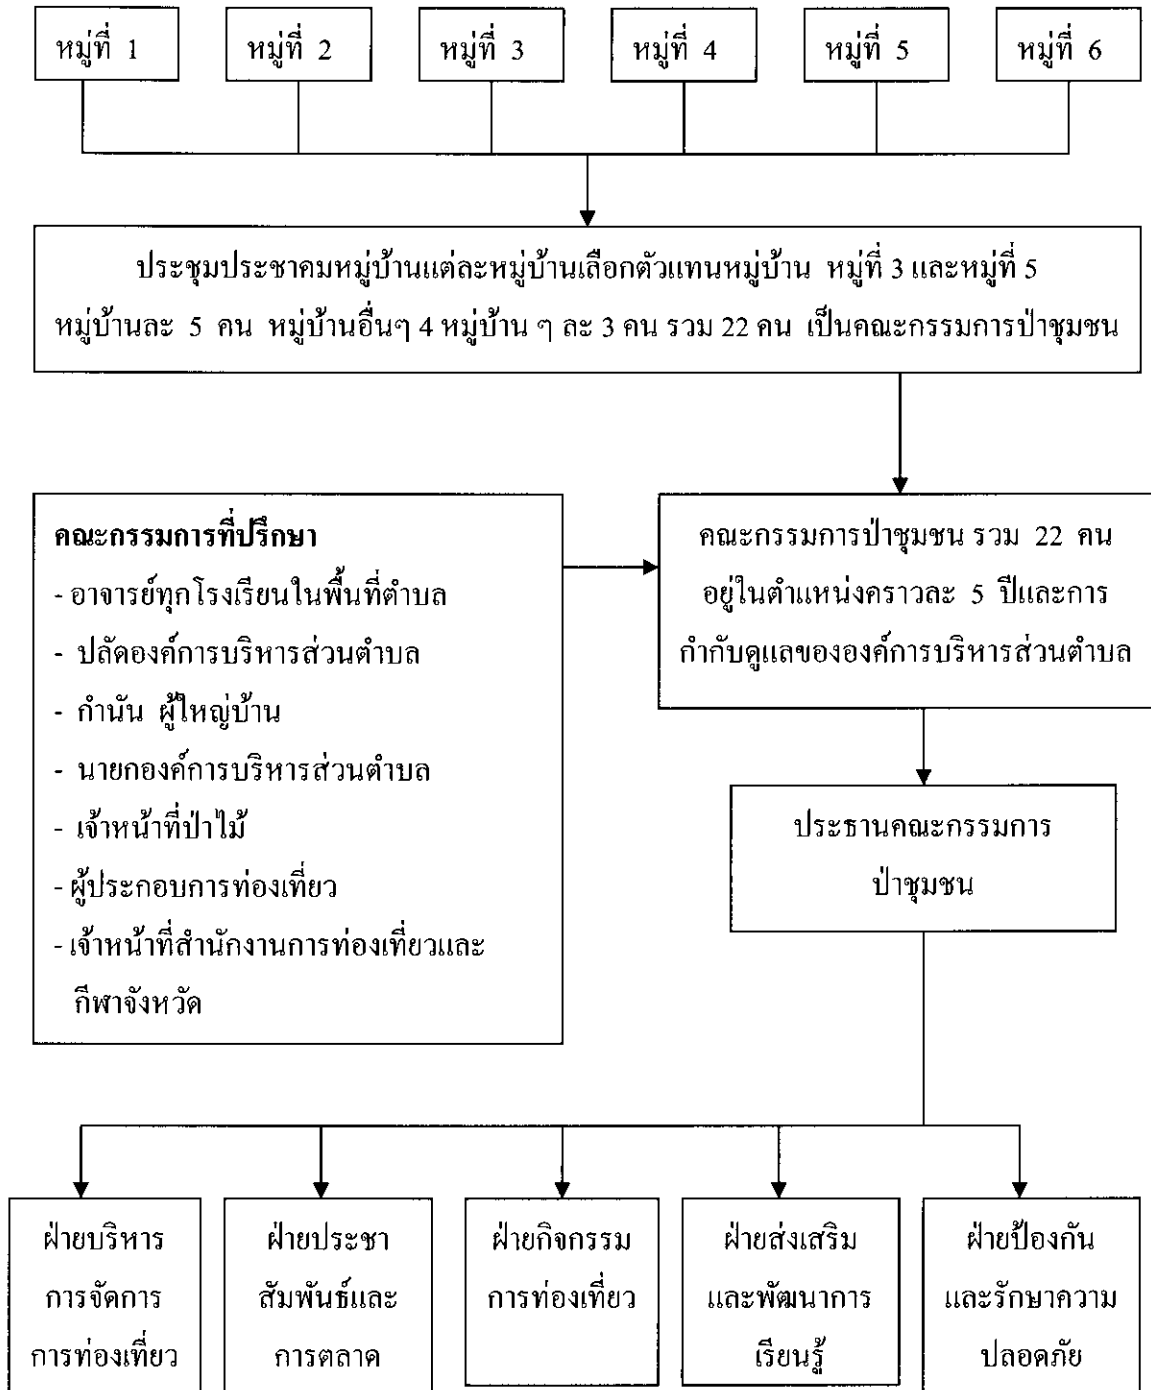 หมู่ที่ 1
หมู่ที่ 2
หมู่ที่ 3
หมู่ที่ 4
หมู่ที่ 5
หมู่ที่ 6
ประชุมประชาคมหมู่บ้านแต่ละหมู่บ้านเลือกตัวแทนหมู่บ้าน หมู่ที่ 3 และหมู่ที่ 5
หมู่บ้านละ 5 คน หมู่บ้านอื่นๆ 4 หมู่บ้าน ๆ ละ 3 คน รวม 22 คน เป็นคณะกรรมการป่าชุมชน
คณะกรรมการที่ปรึกษา
- อาจารย์ทุกโรงเรียนในพื้นที่ตำบล
- ปลัดองค์การบริหารส่วนตำบล
- กำนัน ผู้ใหญ่บ้าน
- นายกองค์การบริหารส่วนตำบล
- เจ้าหน้าที่ป่าไม้
- ผู้ประกอบการท่องเที่ยว
- เจ้าหน้าที่สำนักงานการท่องเที่ยวและ
กีฬาจังหวัด
คณะกรรมการป่าชุมชน รวม 22 คน
อยู่ในตำแหน่งคราวละ 5 ปีและการ
กำกับดูแลขององค์การบริหารส่วนตำบล
ประธานคณะกรรมการ
ป่าชุมชน
ฝ่ายบริหาร
การจัดการ
การท่องเที่ยว
ฝ่ายประชา
สัมพันธ์และ
การตลาด
ฝ่ายกิจกรรม
การท่องเที่ยว
ฝ่ายส่งเสริม
และพัฒนาการ
เรียนรู้
ฝ่ายป้องกัน
และรักษาความ
ปลอดภัย